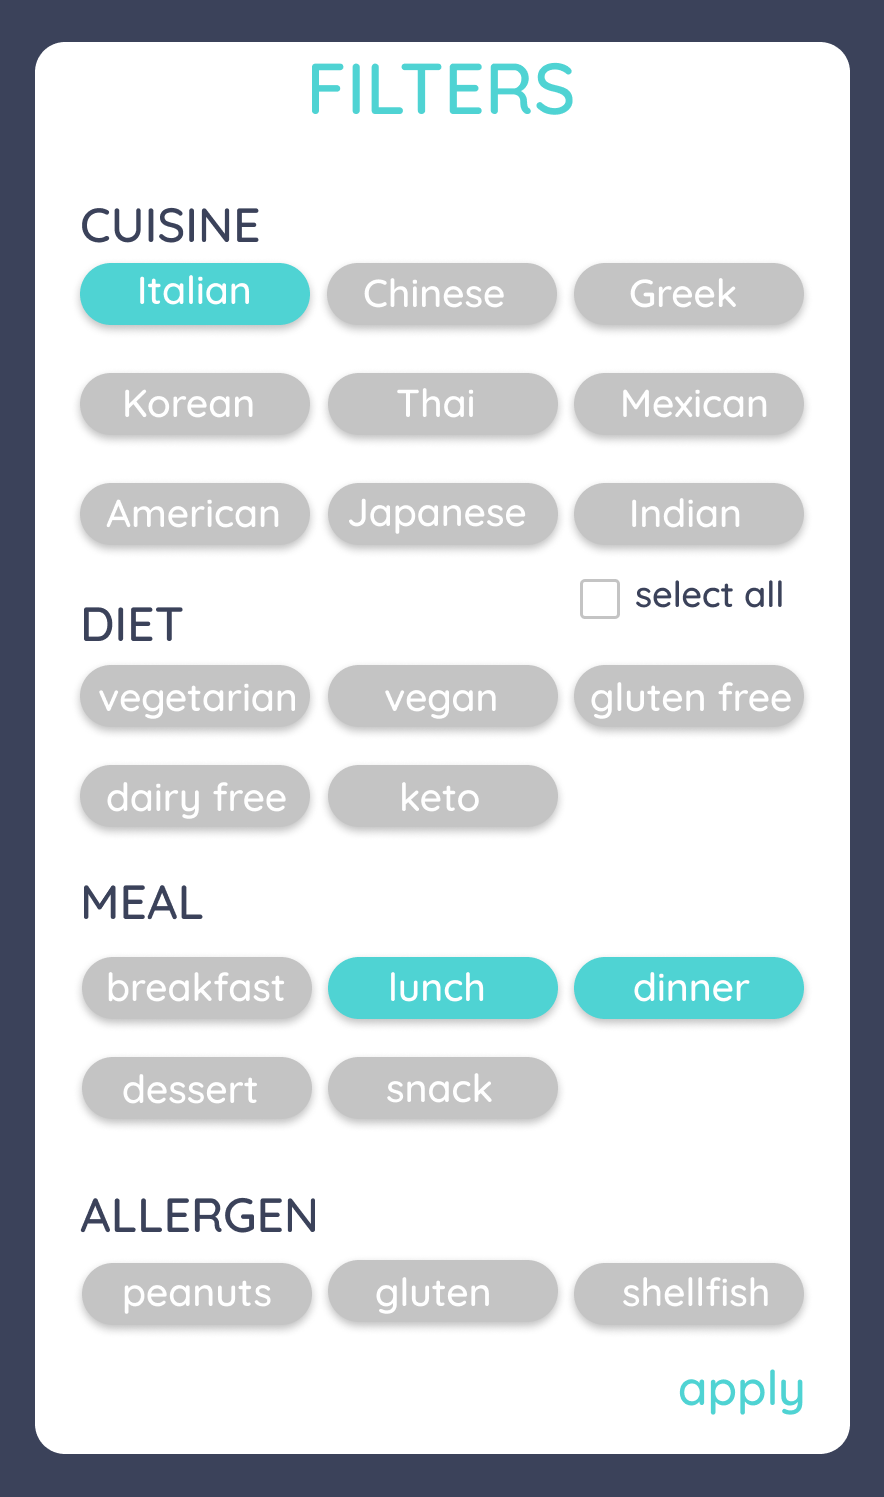 FILTERS
CUISINE
Italian Chinese Greek
Korean Thai Mexican
American Japanese Indian
select all
DIET
vegetarian vegan gluten free
dairy free keto
MEAL
breakfast lunch dinner
dessert snack
ALLERGEN
peanuts gluten shellfish
apply